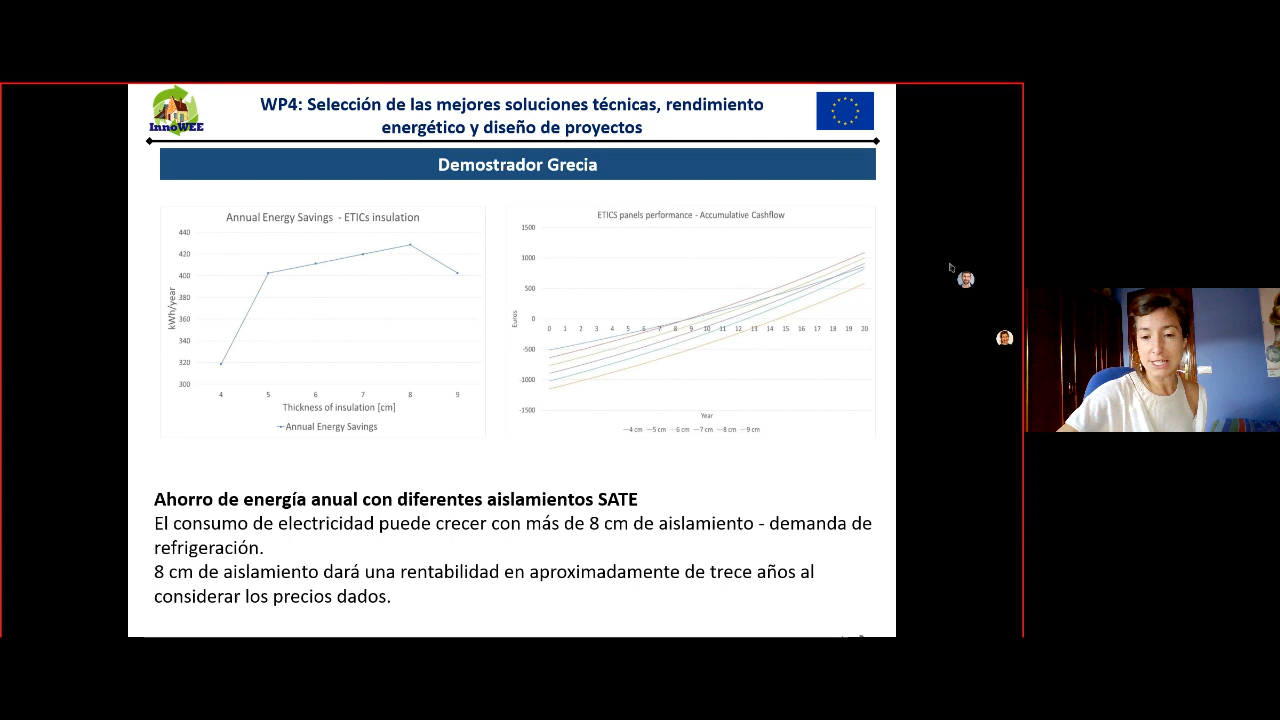 InnoWEE
WP4: Selección de las mejores soluciones técnicas, rendimiento
energético y diseño de proyectos
Demostrador Grecia
Annual Energy Savings - ETICS insulation
440
420
400
380
360
340
320
300
kWh/year
4 5 6 7 8 9
Thickness of insulation [cm]
Annual Energy Savings
ETICS panels performance - Accumulative Cashflow
1500
1000
500
0
-500
-1000
-1500
Euros
0 1 2 3 4 5 6 7 8 9 10 11 12 13 14 15 16 17 18 19 20
Year
4 cm 5 cm 6 cm 7 cm 8 cm 9 cm
Ahorro de energía anual con diferentes aislamientos SATE
El consumo de electricidad puede crecer con más de 8 cm de aislamiento - demanda de
refrigeración.
8 cm de aislamiento dará una rentabilidad en aproximadamente de trece años al
considerar los precios dados.